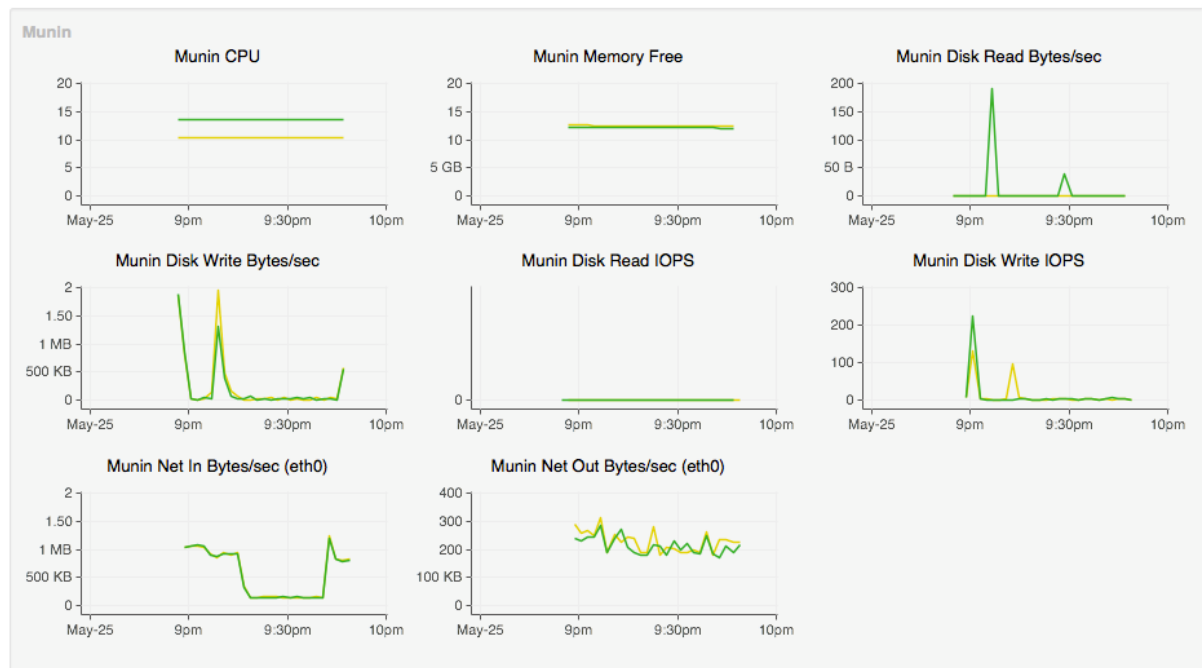 Munin
Munin CPU
20
15
10
5
0
May-25 9pm 9:30pm 10pm
Munin Memory Free
20
15
10
5 GB
0
May-25 9pm 9:30pm 10pm
Munin Disk Read Bytes/sec
200
150
100
50 B
0
May-25 9pm 9:30pm 10pm
Munin Disk Write Bytes/sec
2
1.50
1 MB
500 KB
0
May-25 9pm 9:30pm 10pm
Munin Disk Read IOPS
0
May-25 9pm 9:30pm 10pm
Munin Disk Write IOPS
300
200
100
0
May-25 9pm 9:30pm 10pm
Munin Net In Bytes/sec (eth0)
2
1.50
1 MB
500 KB
0
May-25 9pm 9:30pm 10pm
Munin Net Out Bytes/sec (eth0)
400
300
200
100 KB
0
May-25 9pm 9:30pm 10pm